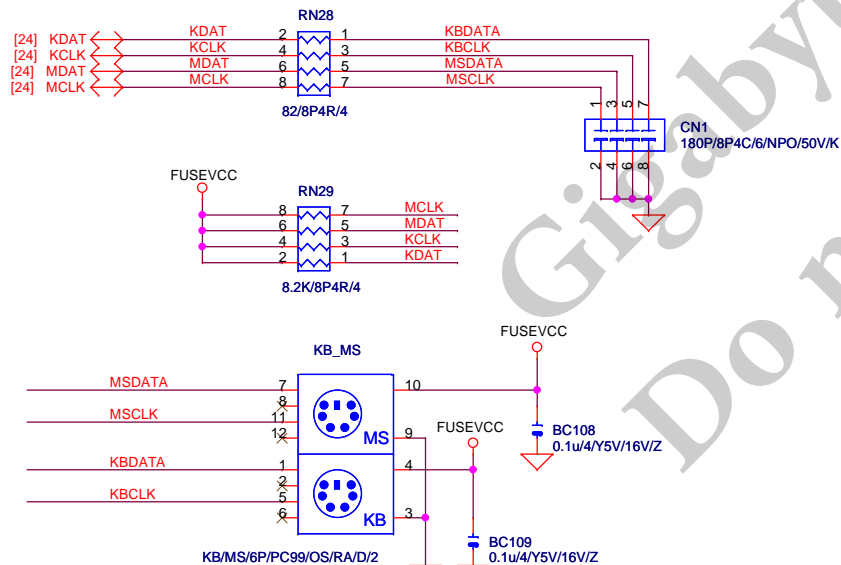 RN28
[24] KDAT KDAT 2 1 KBDATA
[24] KCLK KCLK 4 3 KBCLK
[24] MDAT MDAT 6 5 MSDATA
[24] MCLK MCLK 8 7 MSCLK
82/8P4R/4
1 3 5 7
CN1
180P/8P4C/6/NPO/50V/K
2 4 6 8
FUSEVCC
RN29
8 7 MCLK
6 5 MDAT
4 3 KCLK
2 1 KDAT
8.2K/8P4R/4
FUSEVCC
KB_MS
MSDATA 7 10
8
MSCLK 11
12 MS 9
BC108
0.1u/4/Y5V/16V/Z
FUSEVCC
KBDATA 1 4
2
KBCLK 5
6 KB 3
BC109
0.1u/4/Y5V/16V/Z
KB/MS/6P/PC99/OS/RA/D/2
Gigaby
Do n